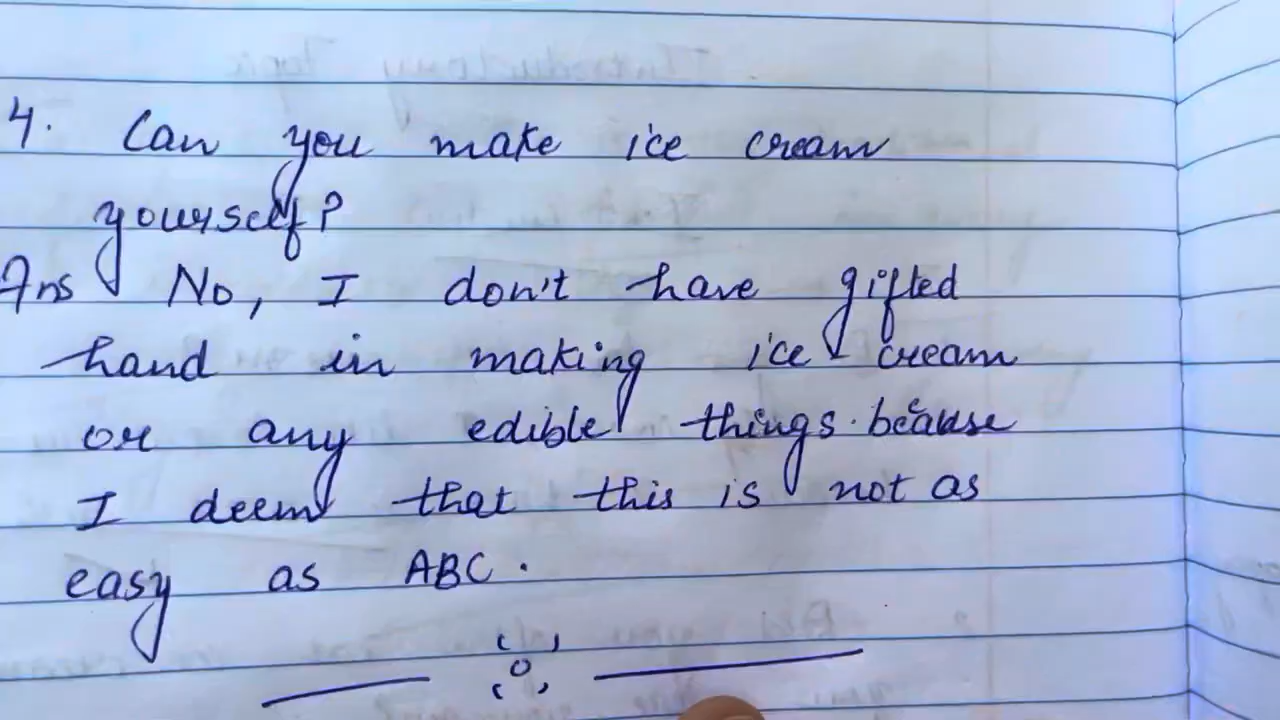 4. Can you make ice cream
yourself?
Ans No, I don't have gifted
hand in making ice cream
or any edible things. because
I deem that this is not as
easy as ABC.